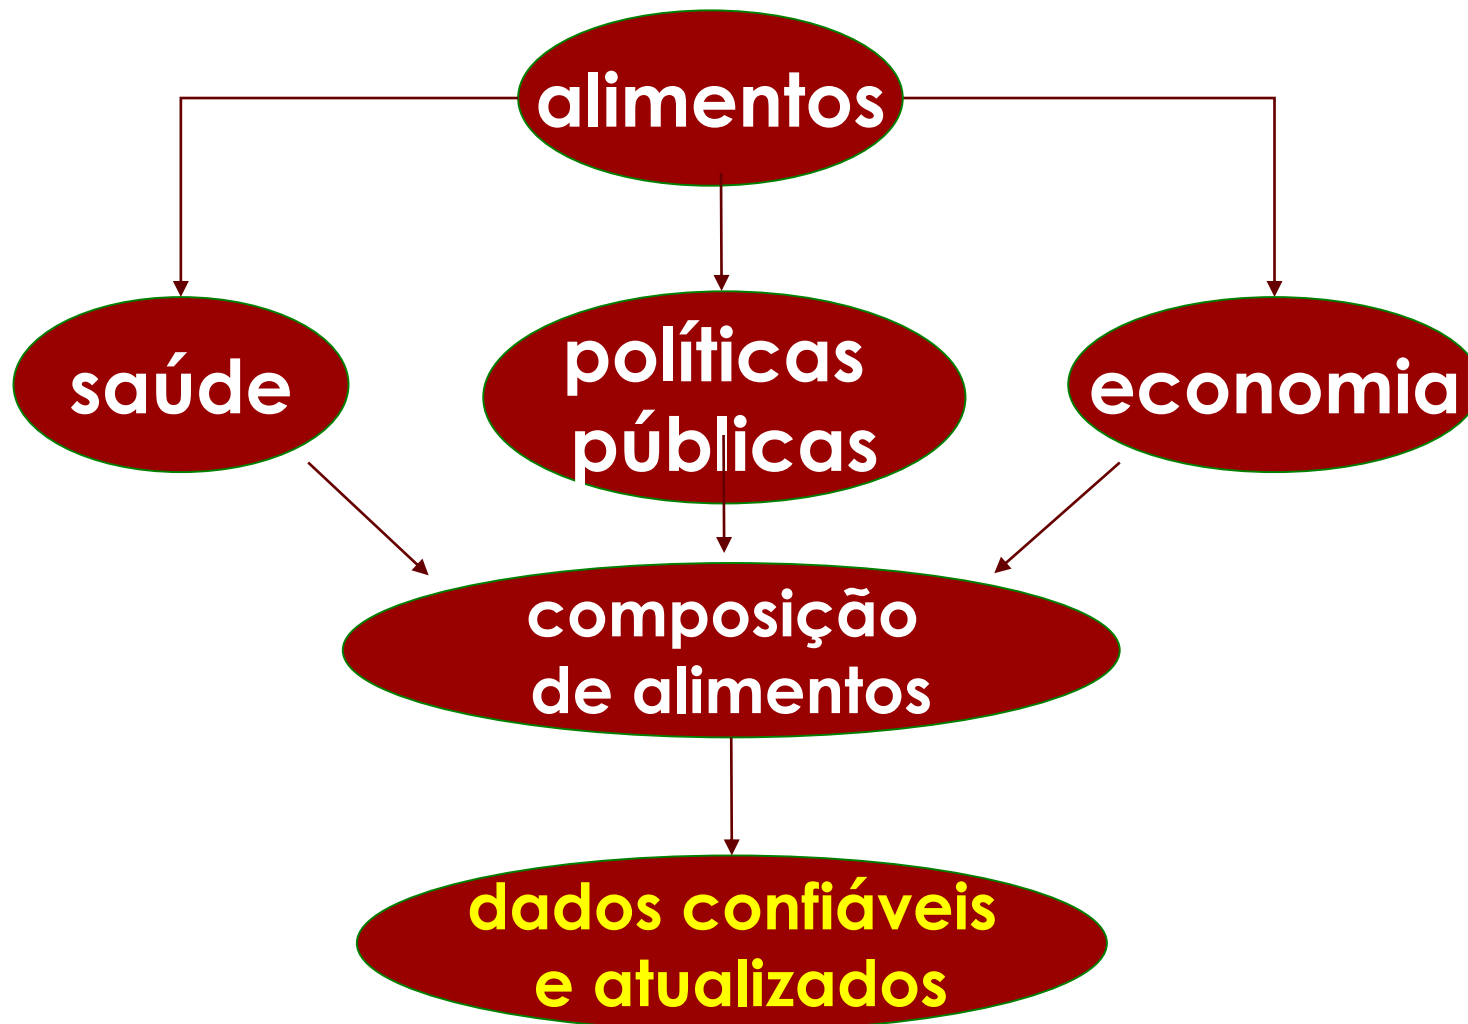 alimentos
saúde
políticas
públicas
economia
composição
de alimentos
dados confiáveis
e atualizados